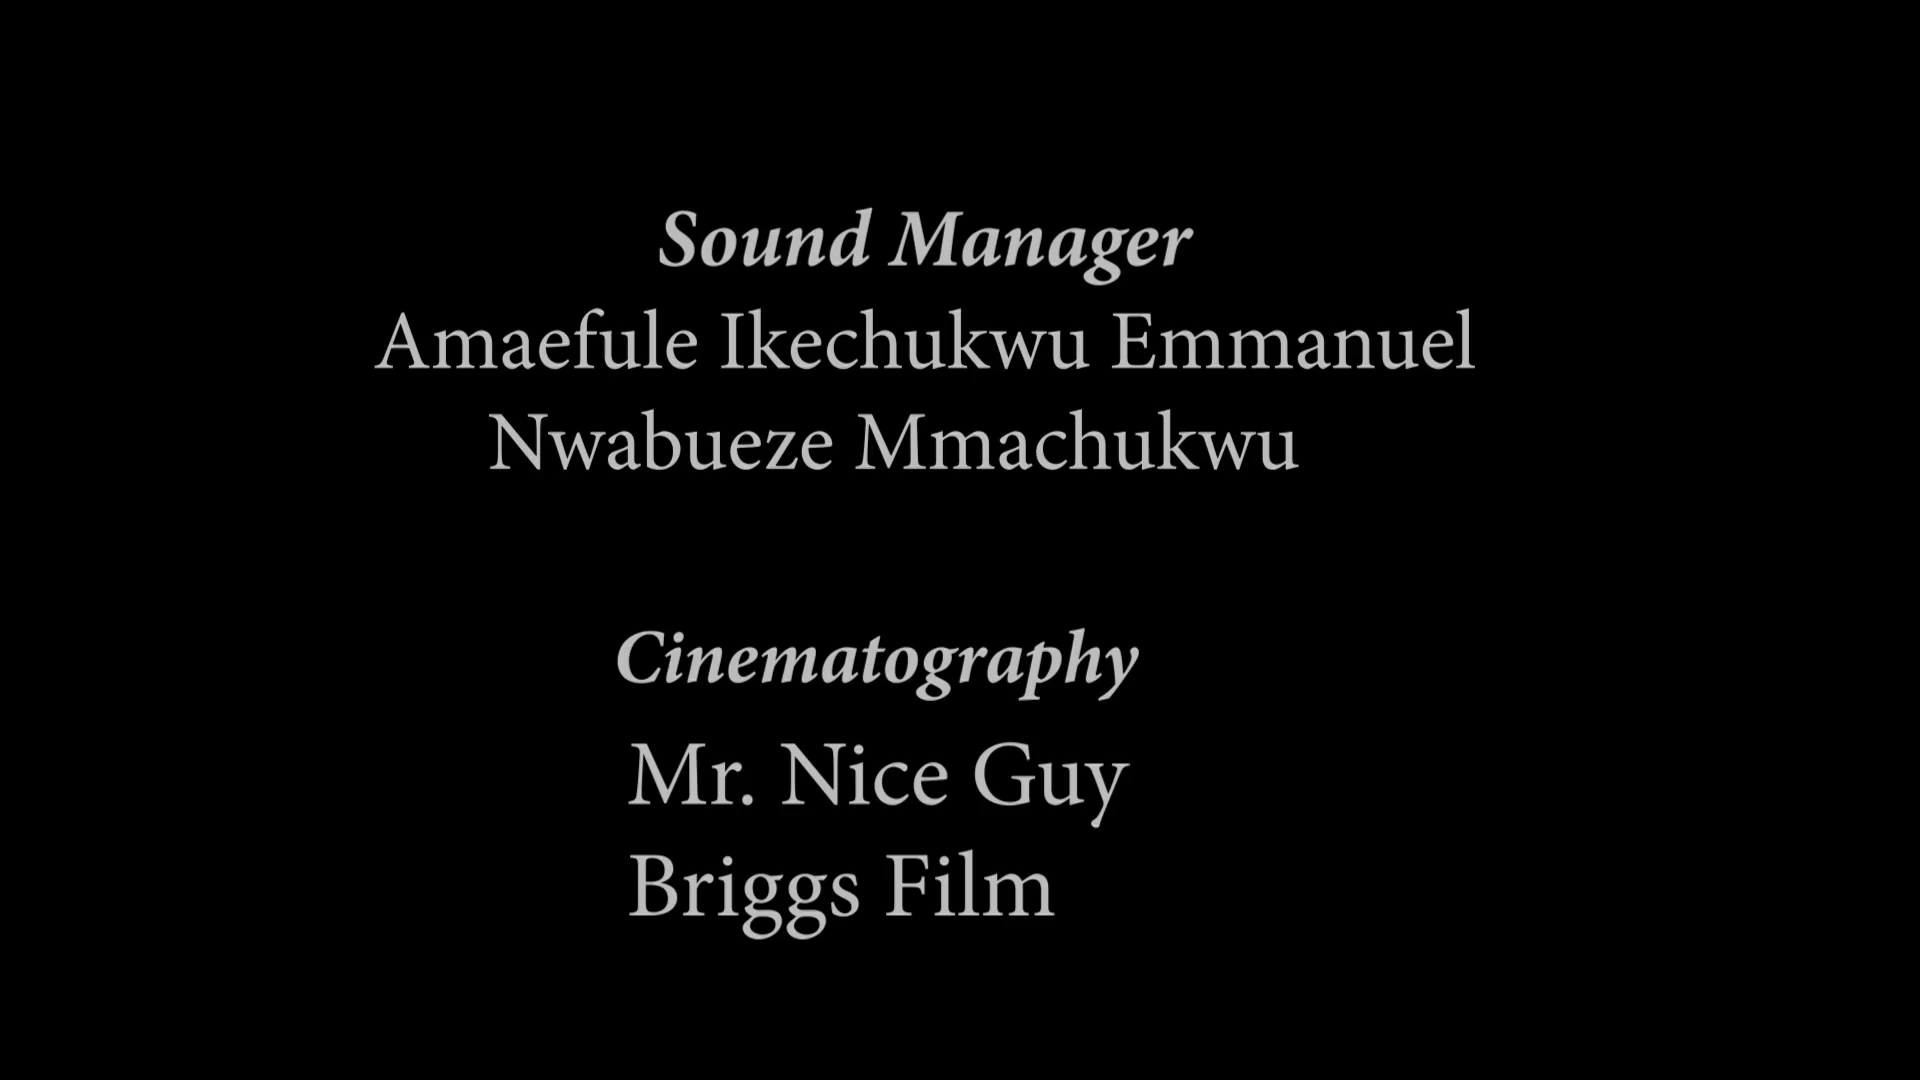 Sound Manager
Amaefule Ikechukwu Emmanuel
Nwabueze Mmachukwu
Cinematography
Mr. Nice Guy
Briggs Film